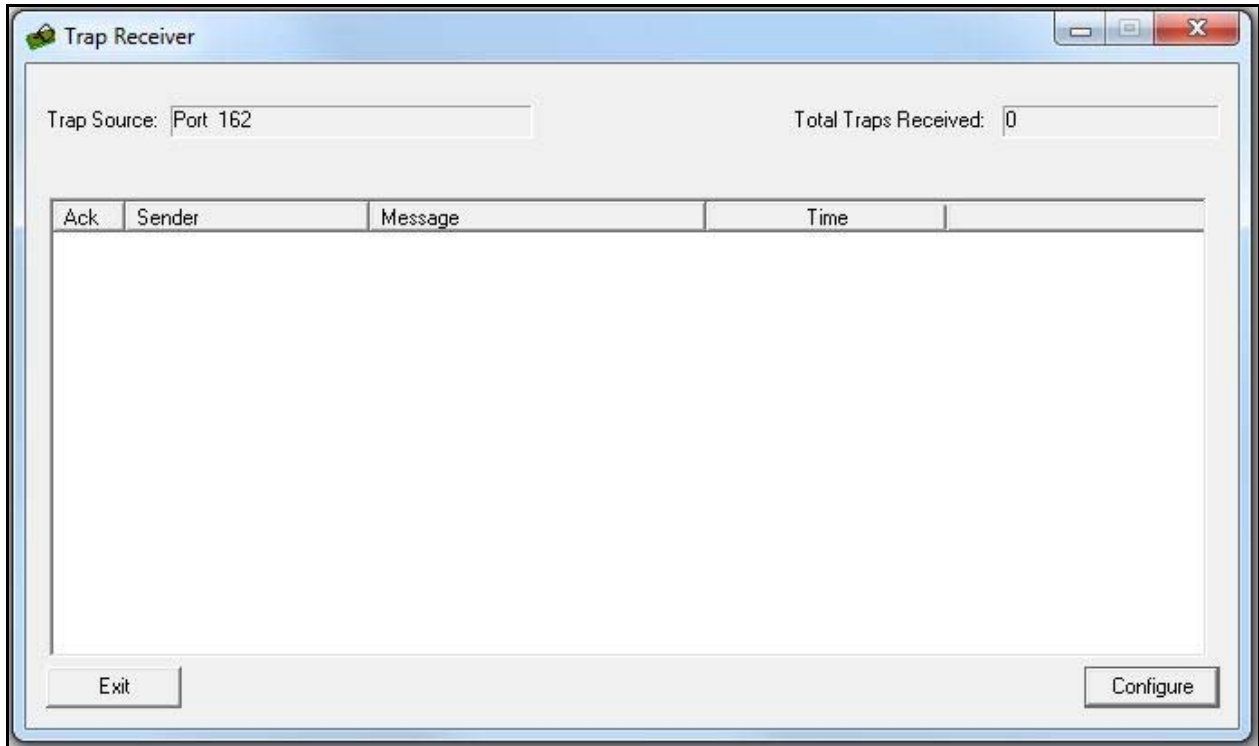 Trap Receiver
Trap Source: Port 162 Total Traps Received: 0
Ack Sender Message Time
Exit Configure